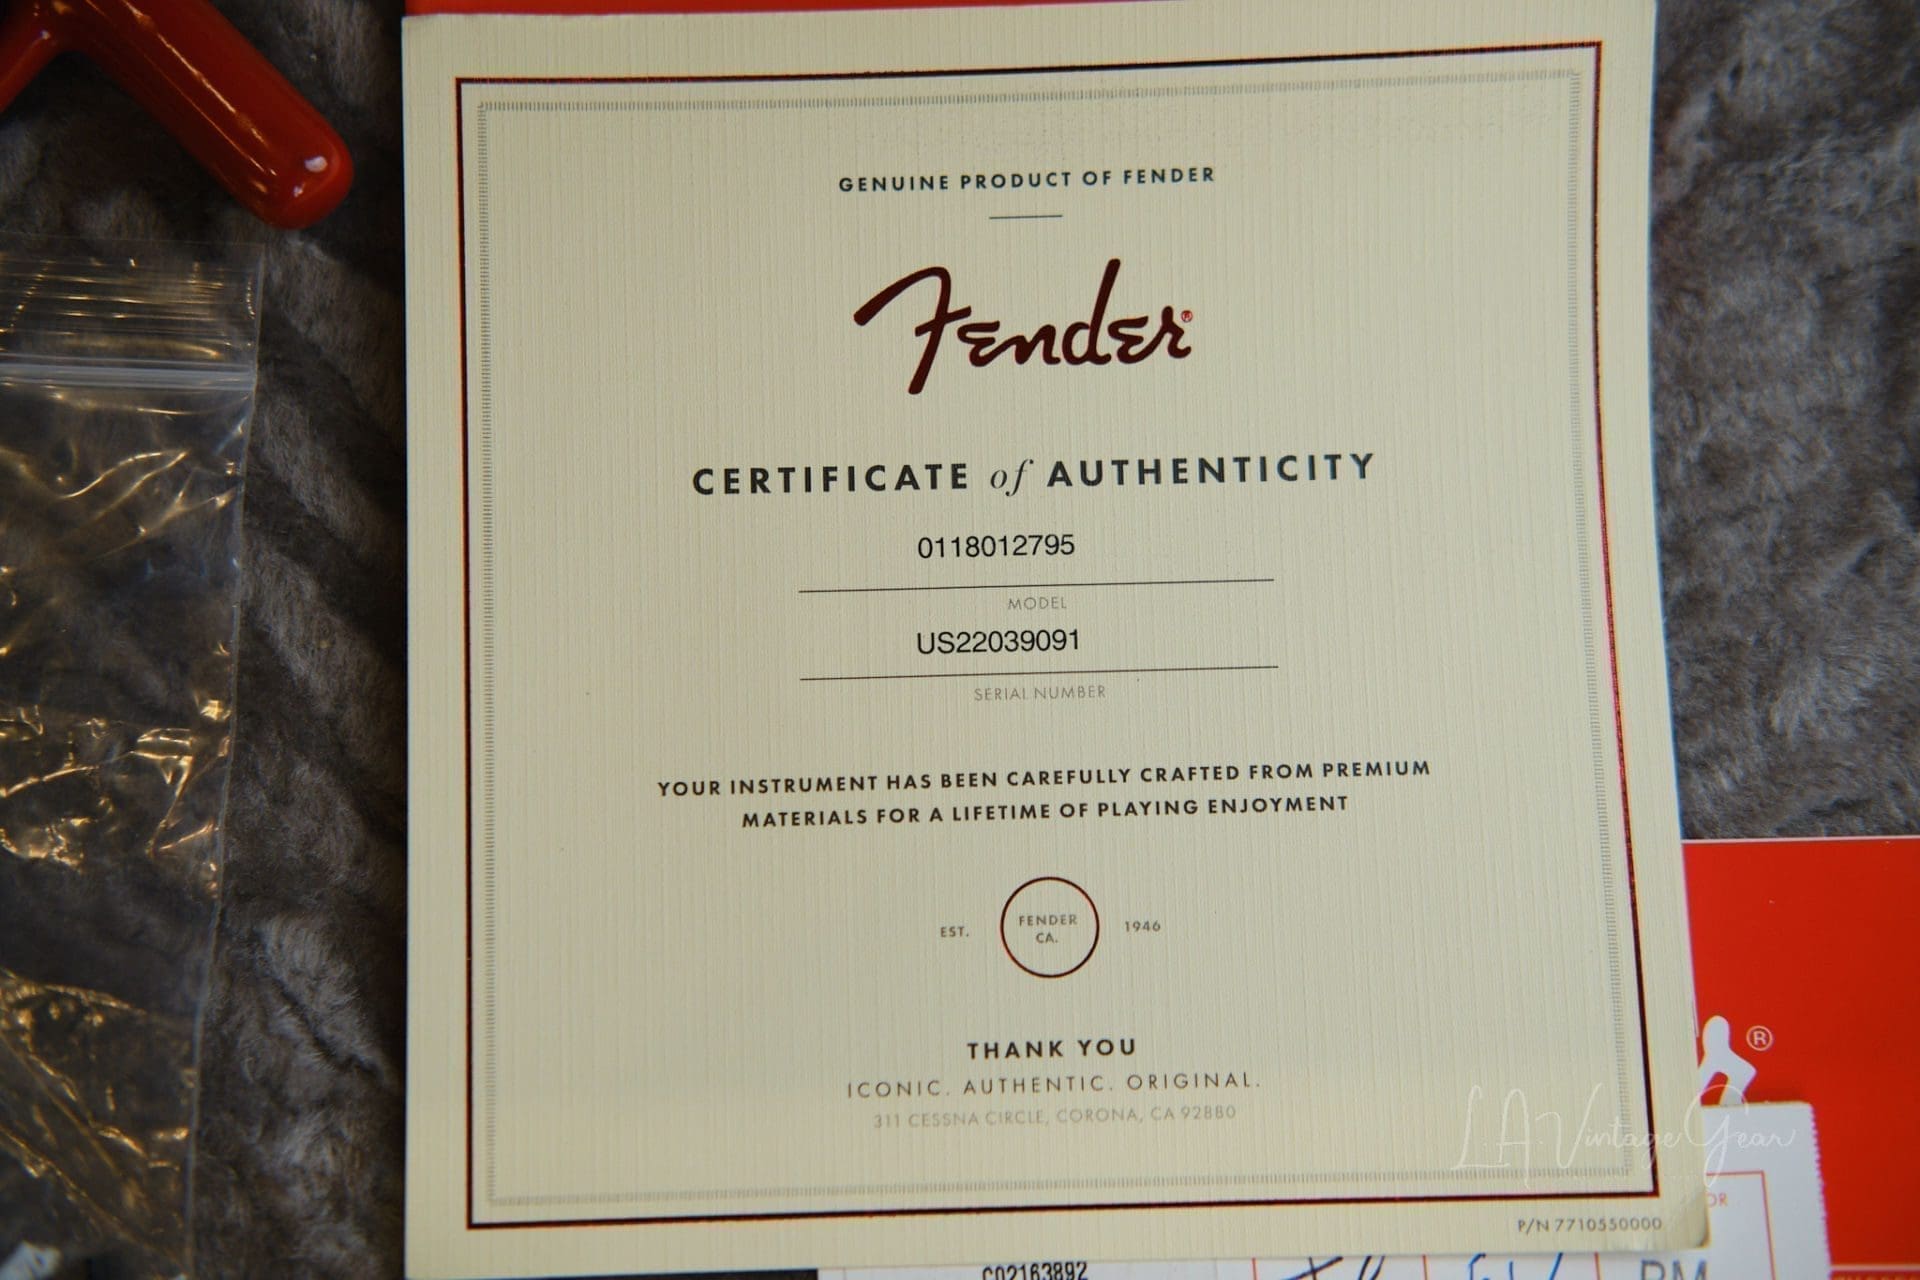 GENUINE PRODUCT OF FENDER
Fender®
CERTIFICATE of AUTHENTICITY
0118012795
MODEL
US22039091
SERIAL NUMBER
YOUR INSTRUMENT HAS BEEN CAREFULLY CRAFTED FROM PREMIUM
MATERIALS FOR A LIFETIME OF PLAYING ENJOYMENT
EST. FENDER CA. 1946
THANK YOU
ICONIC. AUTHENTIC. ORIGINAL.
311 CESSNA CIRCLE, CORONA, CA 92880
®
L.A. Vintage Gear
OR
P/N 7710550000
C02163892
PM